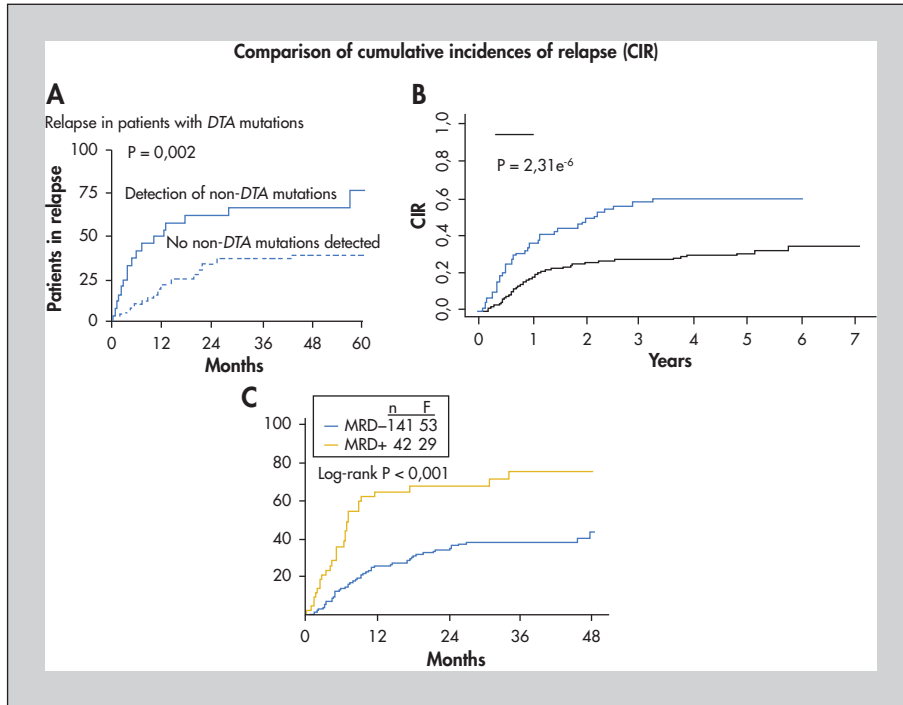 Comparison of cumulative incidences of relapse (CIR)
A
Relapse in patients with DTA mutations
P = 0,002
Detection of non-DTA mutations
No non-DTA mutations detected
Patients in relapse
100
75
50
25
0
0 12 24 36 48 60
Months
B
P = 2,31e-6
CIR
1,0
0,8
0,6
0,4
0,2
0,0
0 1 2 3 4 5 6 7
Years
C
n F
MRD– 141 53
MRD+ 42 29
Log-rank P < 0,001
100
80
60
40
20
0 12 24 36 48
Months